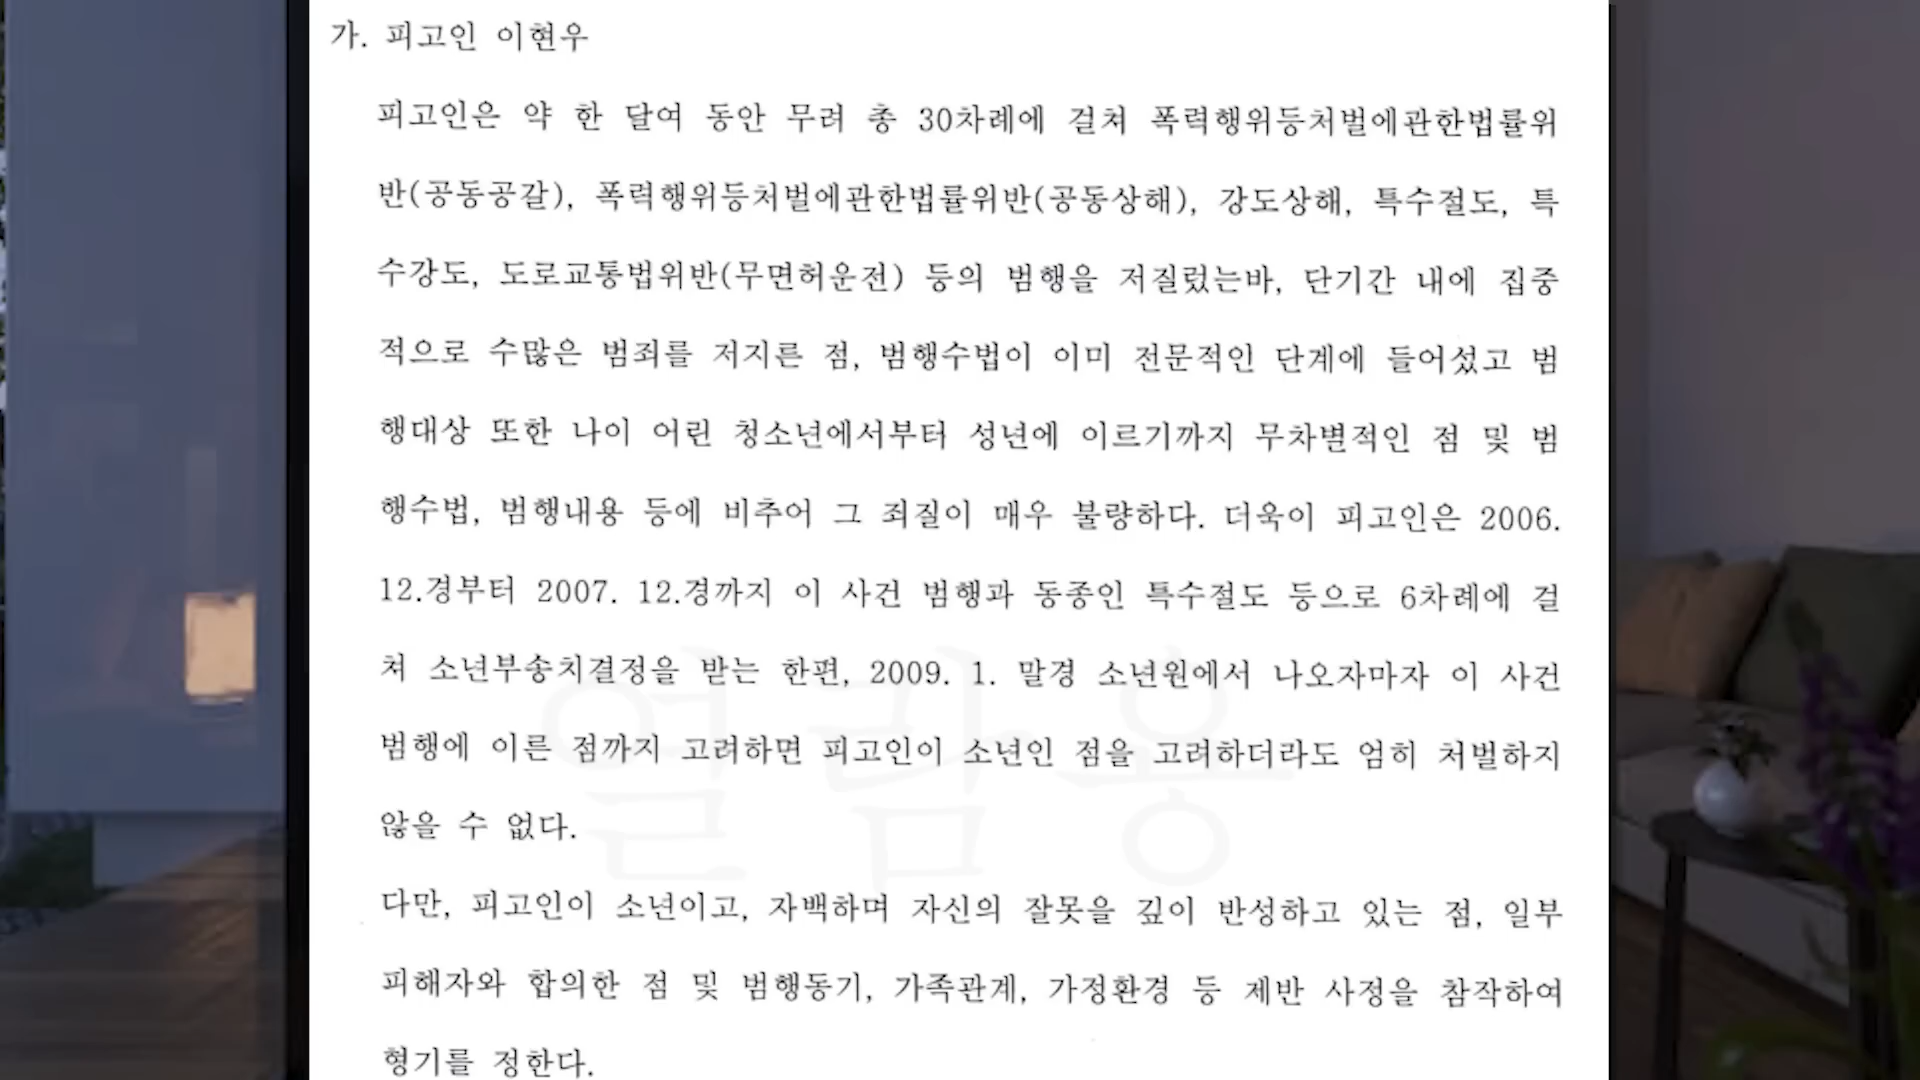 가. 피고인 이현우
피고인은 약 한 달여 동안 무려 총 30차례에 걸쳐 폭력행위등처벌에관한법률위
반(공동공갈), 폭력행위등처벌에관한법률위반(공동상해), 강도상해, 특수절도, 특
수강도, 도로교통법위반(무면허운전) 등의 범행을 저질렀는바, 단기간 내에 집중
적으로 수많은 범죄를 저지른 점, 범행수법이 이미 전문적인 단계에 들어섰고 범
행대상 또한 나이 어린 청소년에서부터 성년에 이르기까지 무차별적인 점 및 범
행수법, 범행내용 등에 비추어 그 죄질이 매우 불량하다. 더욱이 피고인은 2006.
12.경부터 2007. 12.경까지 이 사건 범행과 동종인 특수절도 등으로 6차례에 걸
쳐 소년부송치결정을 받는 한편, 2009. 1. 말경 소년원에서 나오자마자 이 사건
범행에 이른 점까지 고려하면 피고인이 소년인 점을 고려하더라도 엄히 처벌하지
않을 수 없다.
열람용
다만, 피고인이 소년이고, 자백하며 자신의 잘못을 깊이 반성하고 있는 점, 일부
피해자와 합의한 점 및 범행동기, 가족관계, 가정환경 등 제반 사정을 참작하여
형기를 정한다.